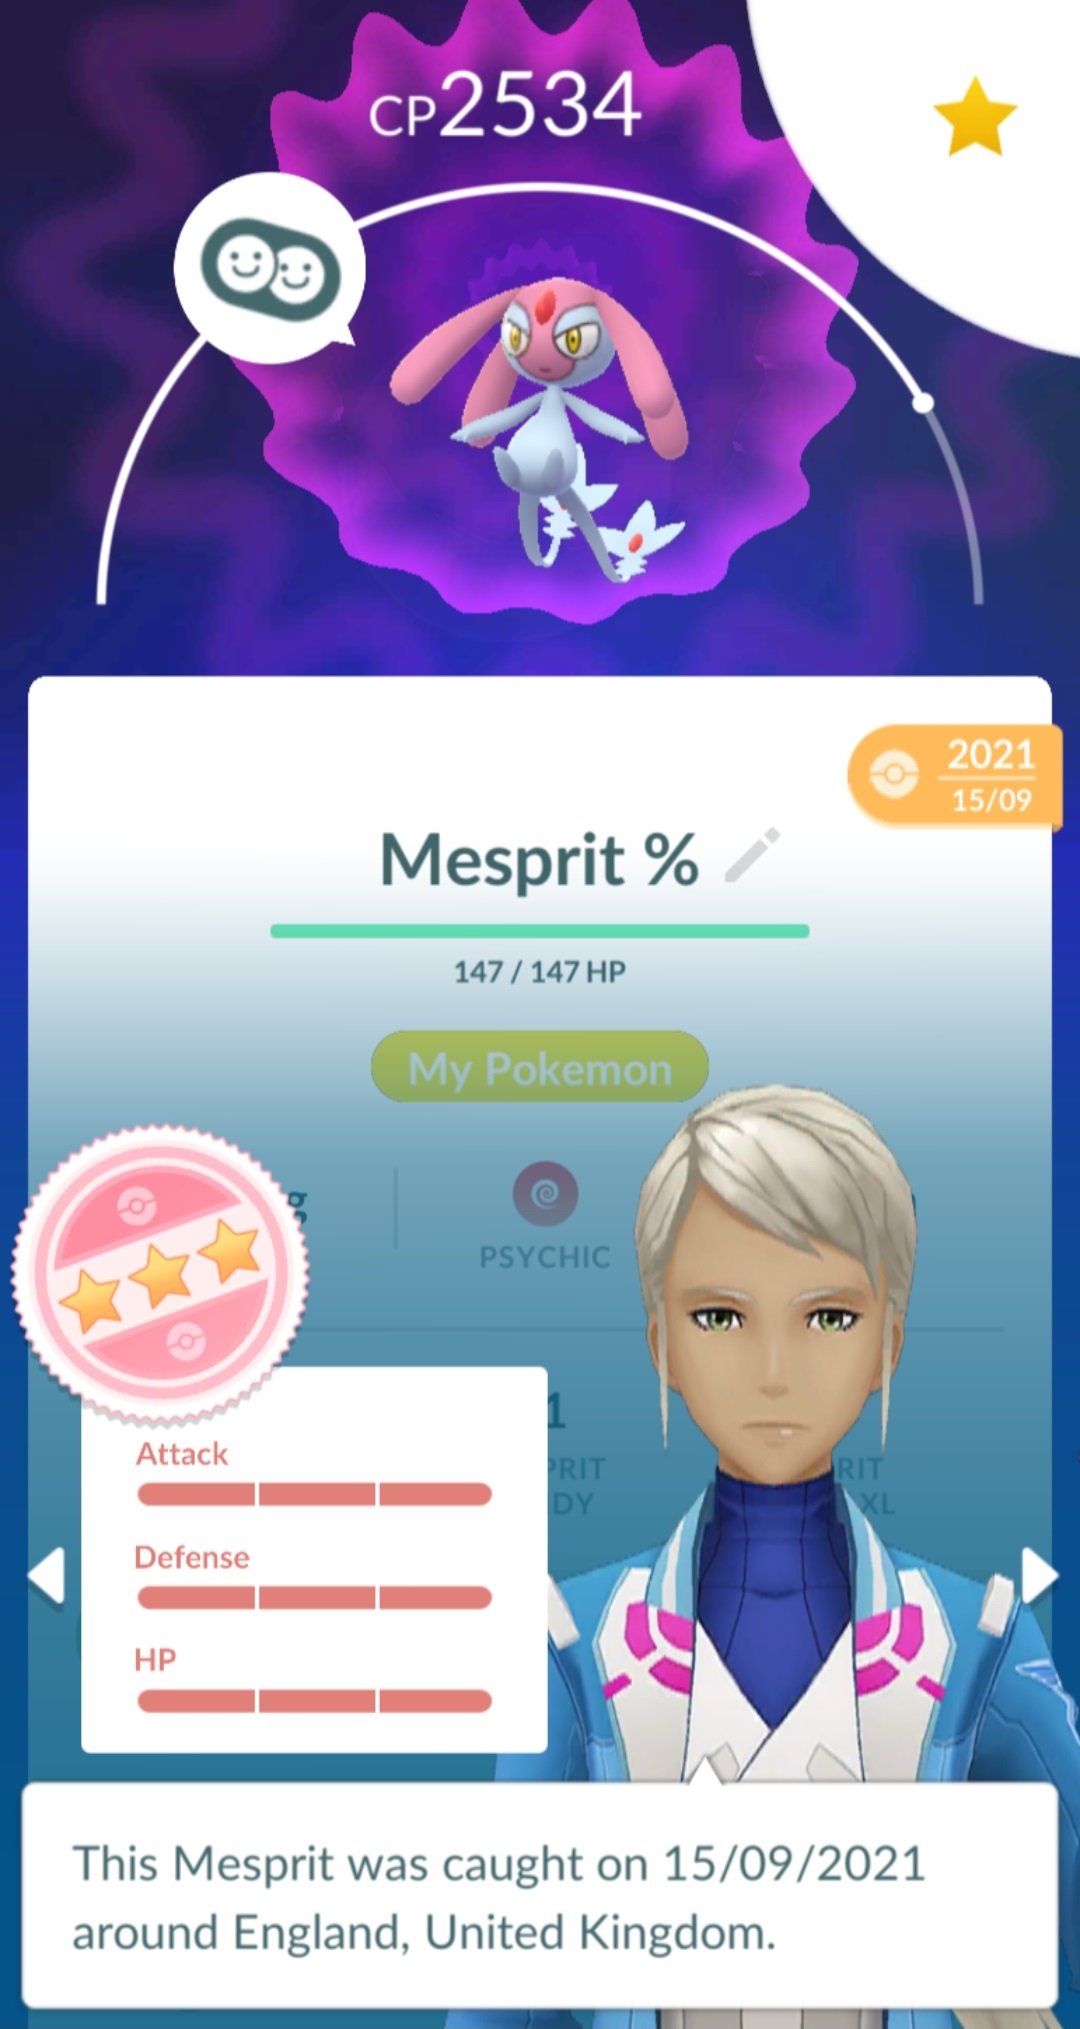 CP2534
2021
15/09
Mesprit %
147 / 147 HP
My Pokemon
PSYCHIC
Attack
Defense
HP
XL
This Mesprit was caught on 15/09/2021
around England, United Kingdom.